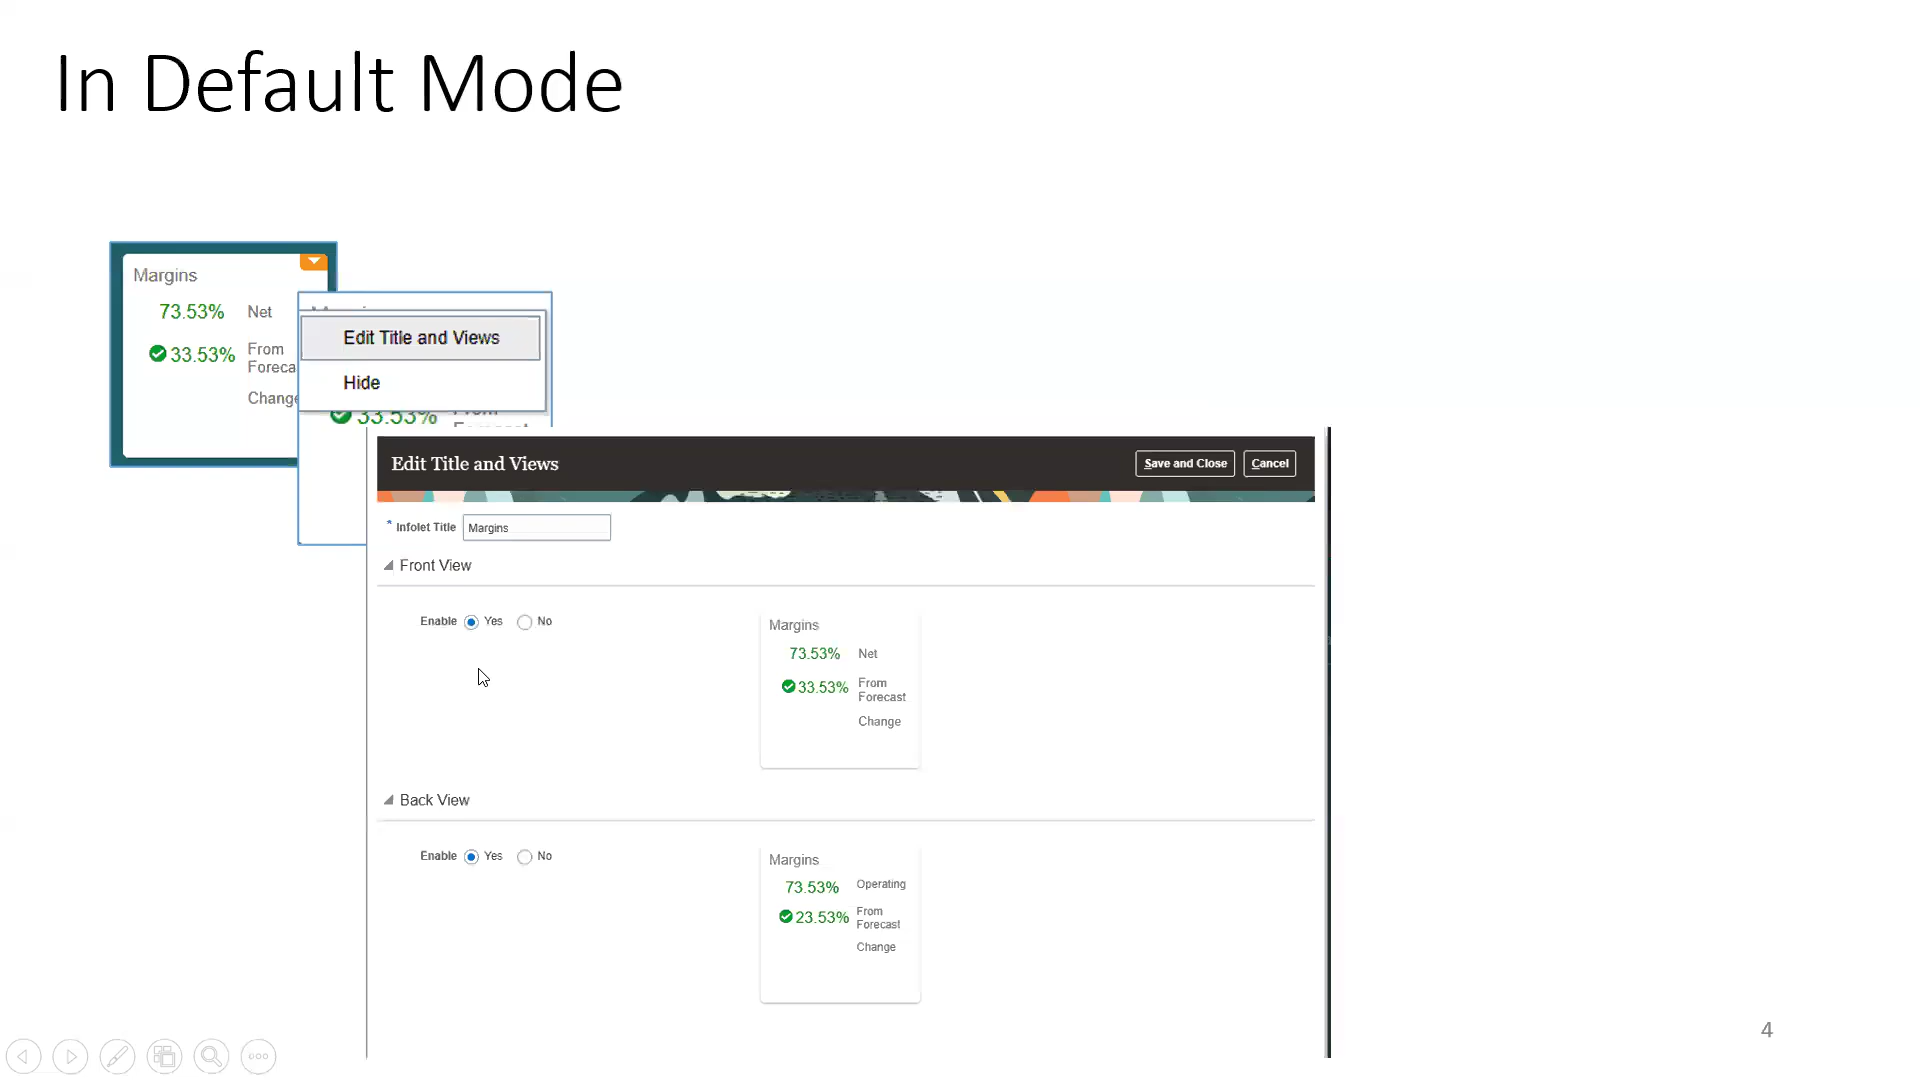 In Default Mode
Margins
73.53% Net
33.53% From
Foreca
Change
Edit Title and Views
Hide
33.53%
Edit Title and Views
Save and Close
Cancel
* Infolet Title Margins
Front View
Enable Yes No
Margins
73.53% Net
33.53% From
Forecast
Change
Back View
Enable Yes No
Margins
73.53% Operating
23.53% From
Forecast
Change
4